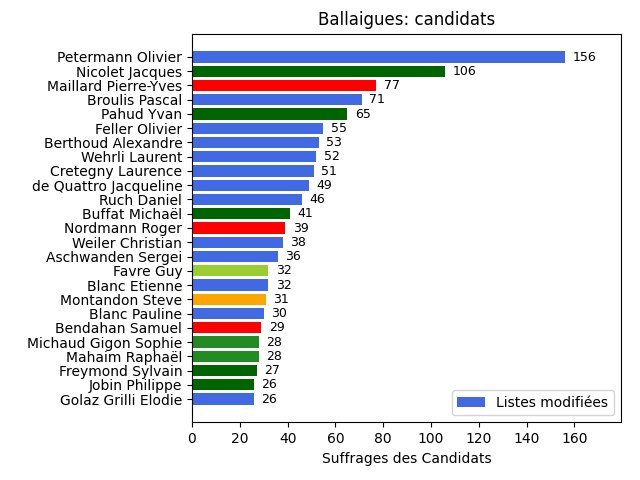 Ballaigues: candidats
Petermann Olivier 156
Nicolet Jacques 106
Maillard Pierre-Yves 77
Broulis Pascal 71
Pahud Yvan 65
Feller Olivier 55
Berthoud Alexandre 53
Wehrli Laurent 52
Cretegny Laurence 51
de Quattro Jacqueline 49
Ruch Daniel 46
Buffat Michaël 41
Nordmann Roger 39
Weiler Christian 38
Aschwanden Sergei 36
Favre Guy 32
Blanc Etienne 32
Montandon Steve 31
Blanc Pauline 30
Bendahan Samuel 29
Michaud Gigon Sophie 28
Mahaim Raphaël 28
Freymond Sylvain 27
Jobin Philippe 26
Golaz Grilli Elodie 26
Listes modifiées
0 20 40 60 80 100 120 140 160
Suffrages des Candidats